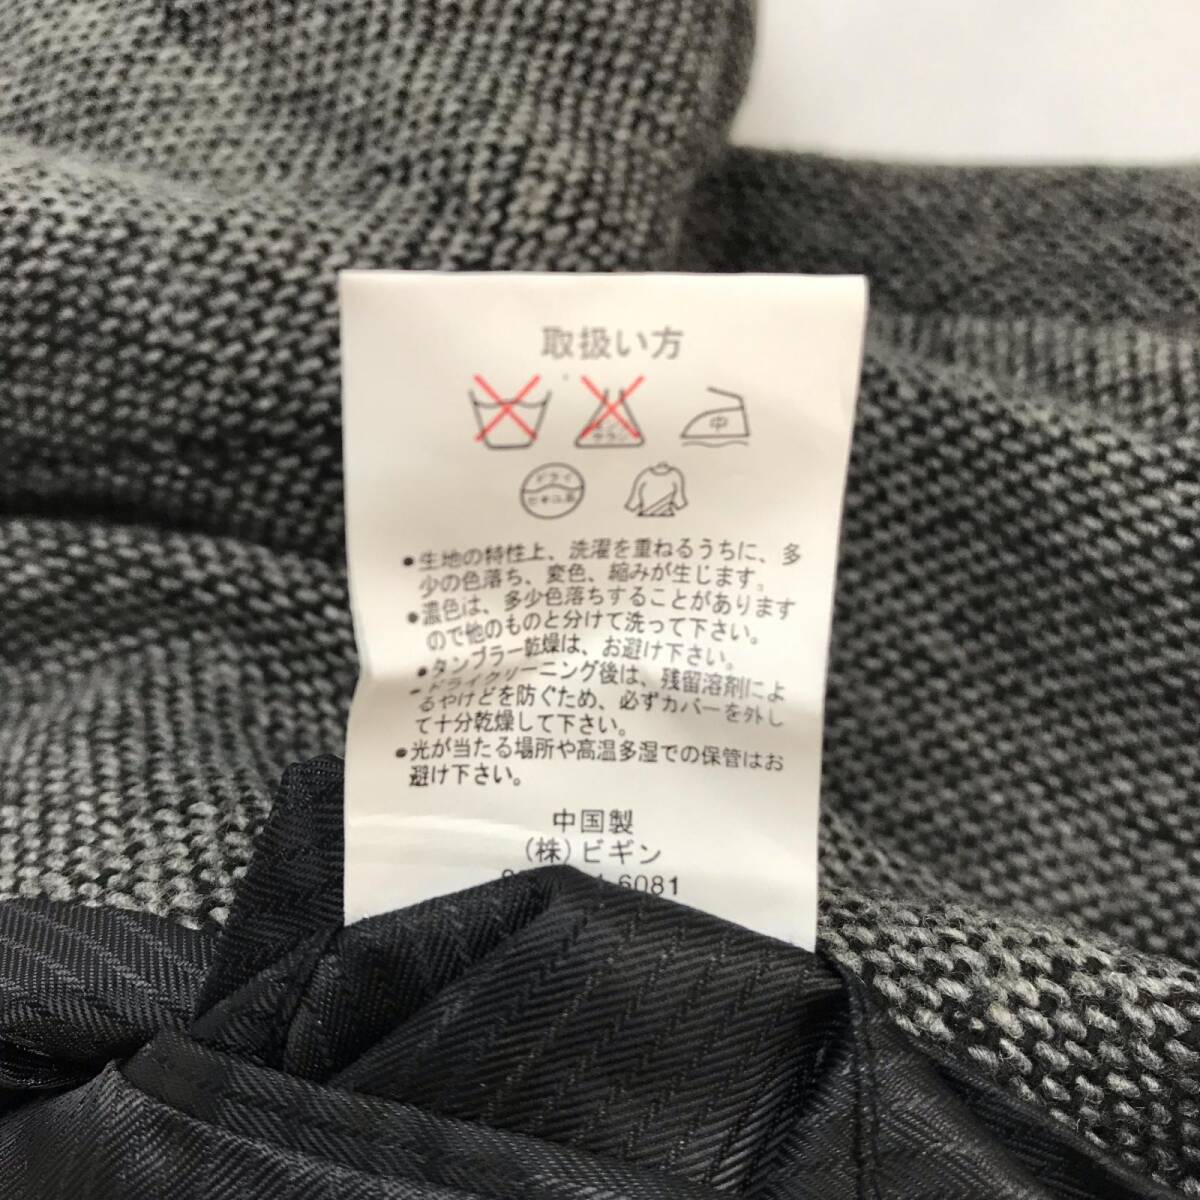 取扱い方
中
ドライ
セキユ系
●生地の特性上、洗濯を重ねるうちに、多
少の色落ち、変色、縮みが生じます。
●濃色は、多少色落ちすることがあります
ので他のものと分けて洗って下さい。
●タンブラー乾燥は、お避け下さい。
ドライクリーニング後は、残留溶剤によ
るやけどを防ぐため、必ずカバーを外し
て十分乾燥して下さい。
●光が当たる場所や高温多湿での保管はお
避け下さい。
中国製
(株)ビギン
6081